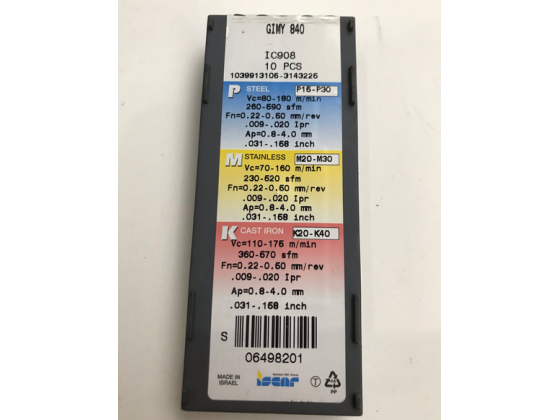 GIMY 840
IC908
10 PCS
1039913106-3143225
P STEEL P15-P30
Vc=80-180 m/min
260-590 sfm
Fn=0.22-0.50 mm/rev
.009-.020 Ipr
Ap=0.8-4.0 mm
.031-.158 inch
M STAINLESS M20-M30
Vc=70-160 m/min
230-520 sfm
Fn=0.22-0.50 mm/rev
.009-.020 Ipr
Ap=0.8-4.0 mm
.031-.158 inch
K CAST IRON K20-K40
Vc=110-175 m/min
360-570 sfm
Fn=0.22-0.50 mm/rev
.009-.020 Ipr
Ap=0.8-4.0 mm
.031-.158 inch
S
06498201
MADE IN
ISRAEL
iscar
T
PP